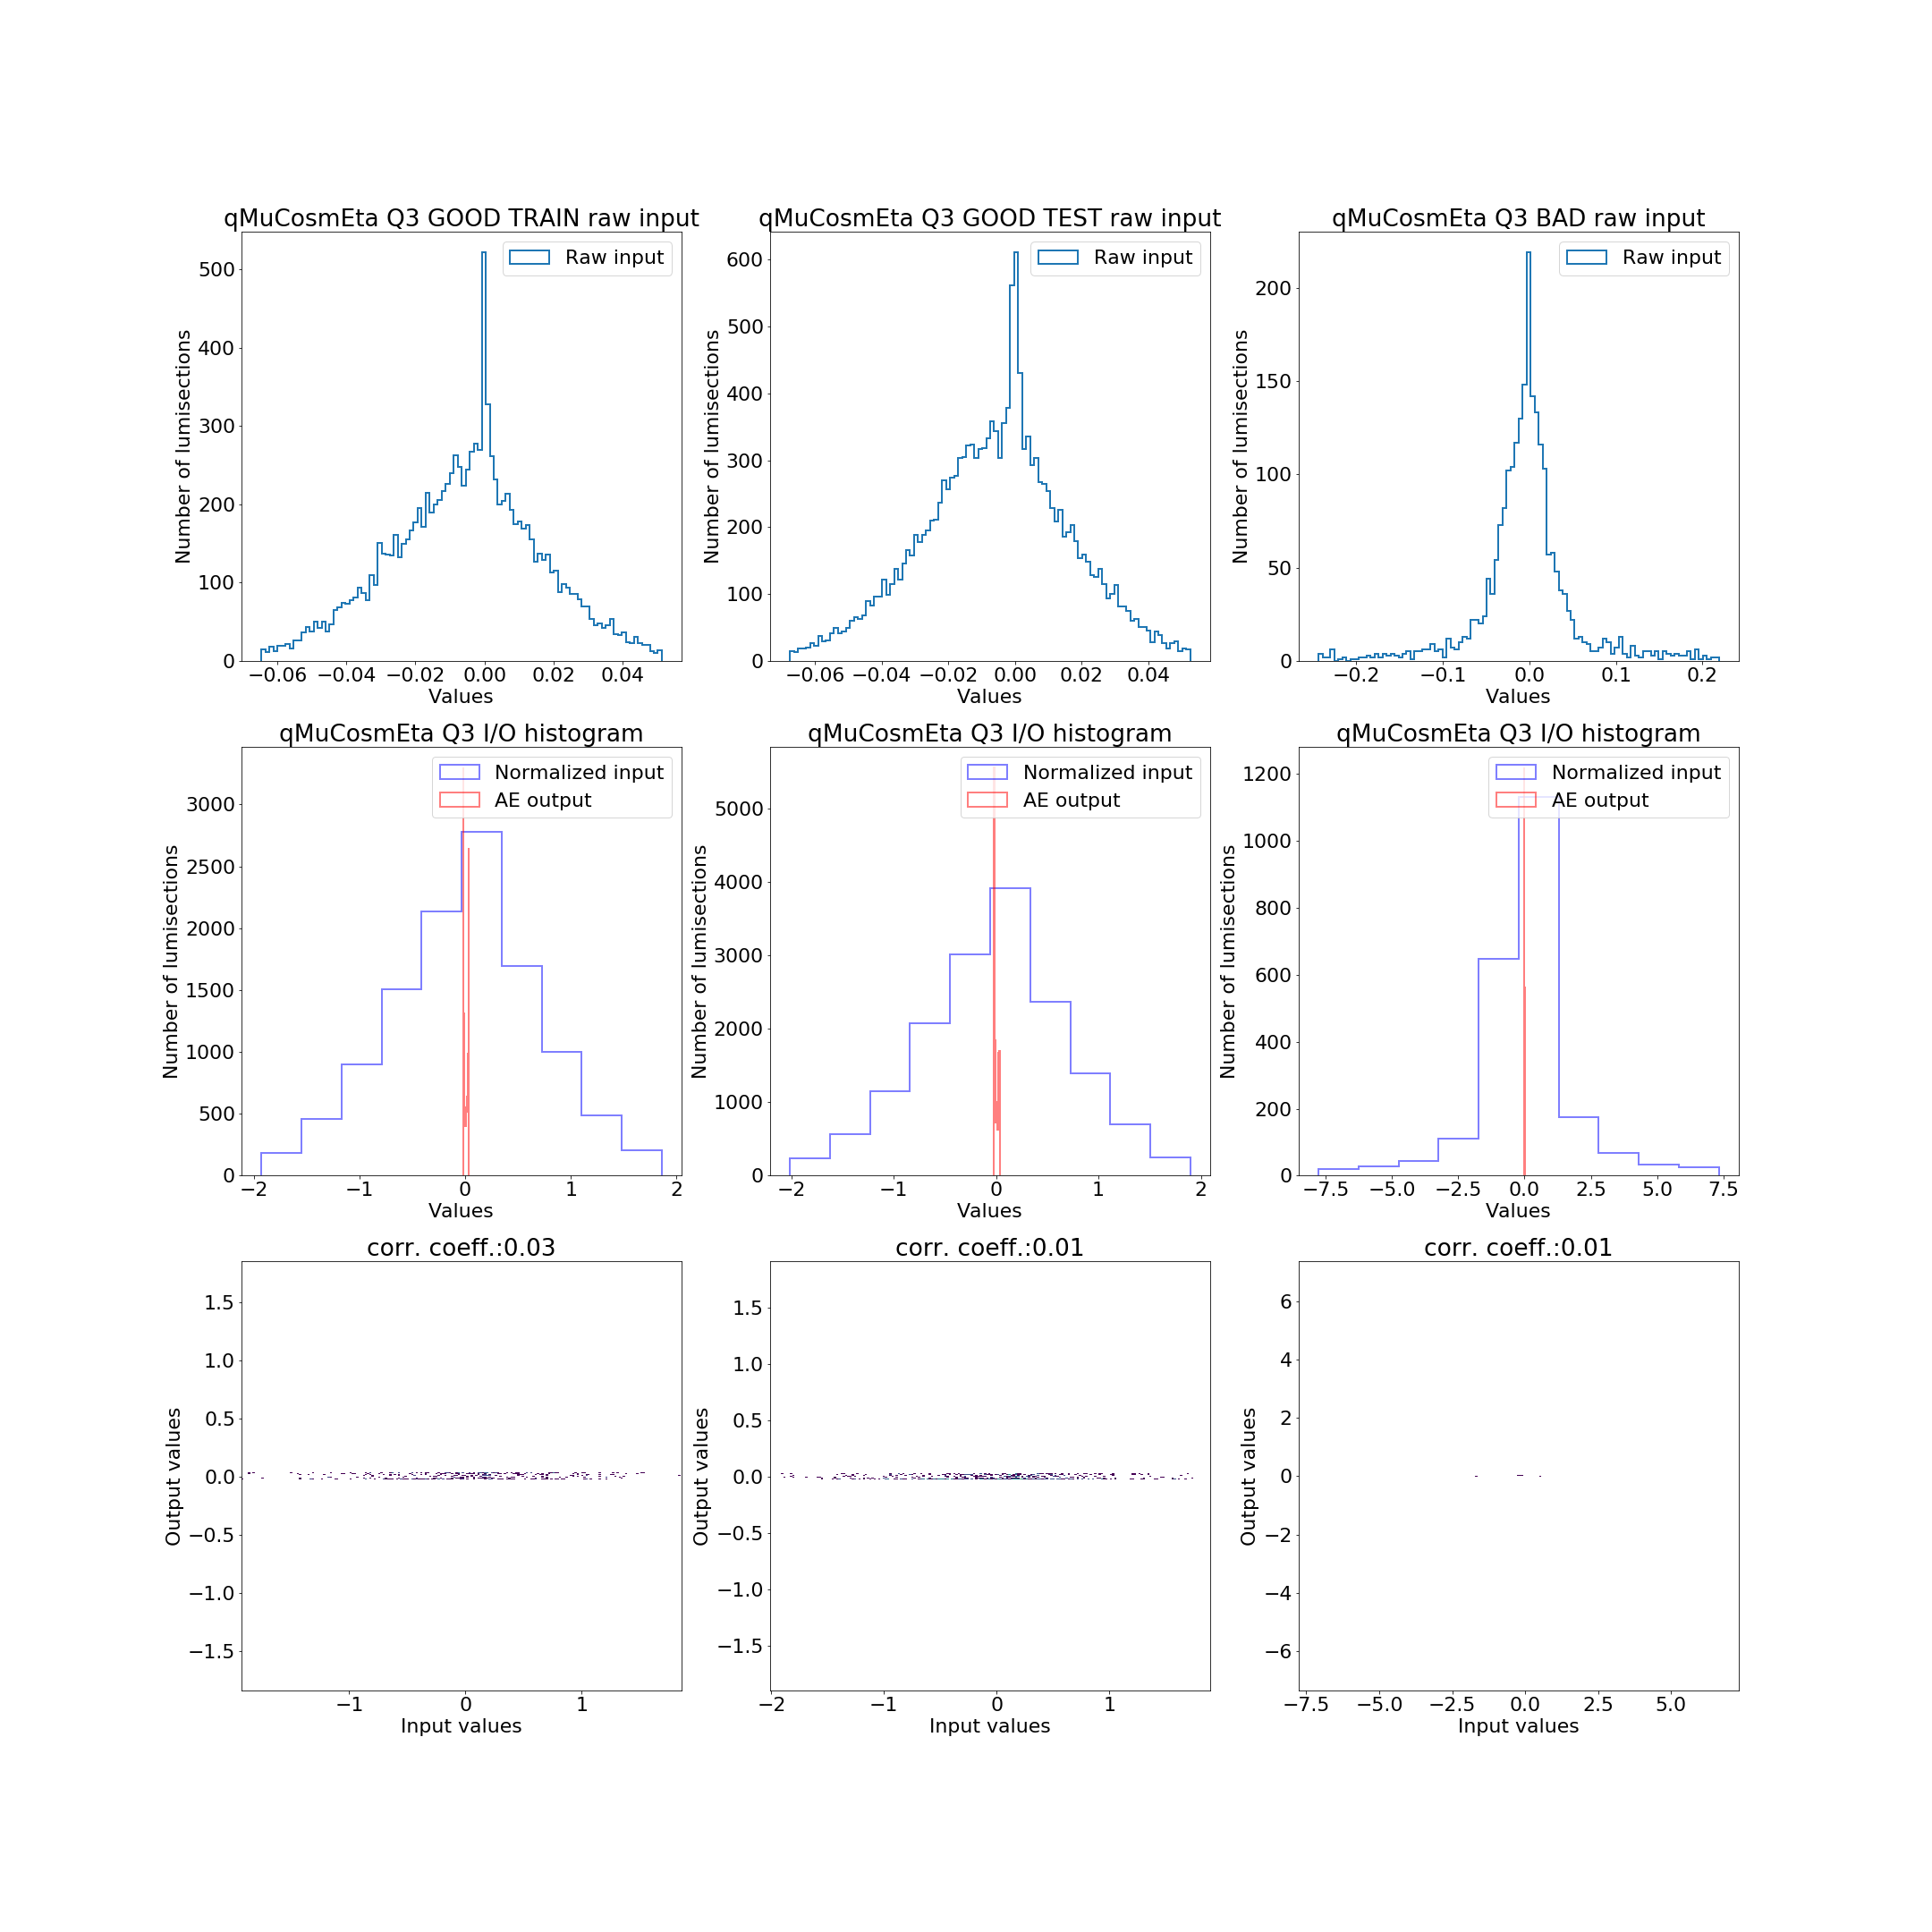 qMuCosmEta Q3 GOOD TRAIN raw input
Raw input
Number of lumisections
500
400
300
200
100
0
−0.06 −0.04 −0.02 0.00 0.02 0.04
Values
qMuCosmEta Q3 GOOD TEST raw input
Raw input
Number of lumisections
600
500
400
300
200
100
0
−0.06 −0.04 −0.02 0.00 0.02 0.04
Values
qMuCosmEta Q3 BAD raw input
Raw input
Number of lumisections
200
150
100
50
0
−0.2 −0.1 0.0 0.1 0.2
Values
qMuCosmEta Q3 I/O histogram
Normalized input
AE output
Number of lumisections
3000
2500
2000
1500
1000
500
0
−2 −1 0 1 2
Values
qMuCosmEta Q3 I/O histogram
Normalized input
AE output
Number of lumisections
5000
4000
3000
2000
1000
0
−2 −1 0 1 2
Values
qMuCosmEta Q3 I/O histogram
Normalized input
AE output
Number of lumisections
1200
1000
800
600
400
200
0
−7.5 −5.0 −2.5 0.0 2.5 5.0 7.5
Values
corr. coeff.:0.03
Output values
1.5
1.0
0.5
0.0
−0.5
−1.0
−1.5
−1 0 1
Input values
corr. coeff.:0.01
Output values
1.5
1.0
0.5
0.0
−0.5
−1.0
−1.5
−2 −1 0 1
Input values
corr. coeff.:0.01
Output values
6
4
2
0
−2
−4
−6
−7.5 −5.0 −2.5 0.0 2.5 5.0
Input values